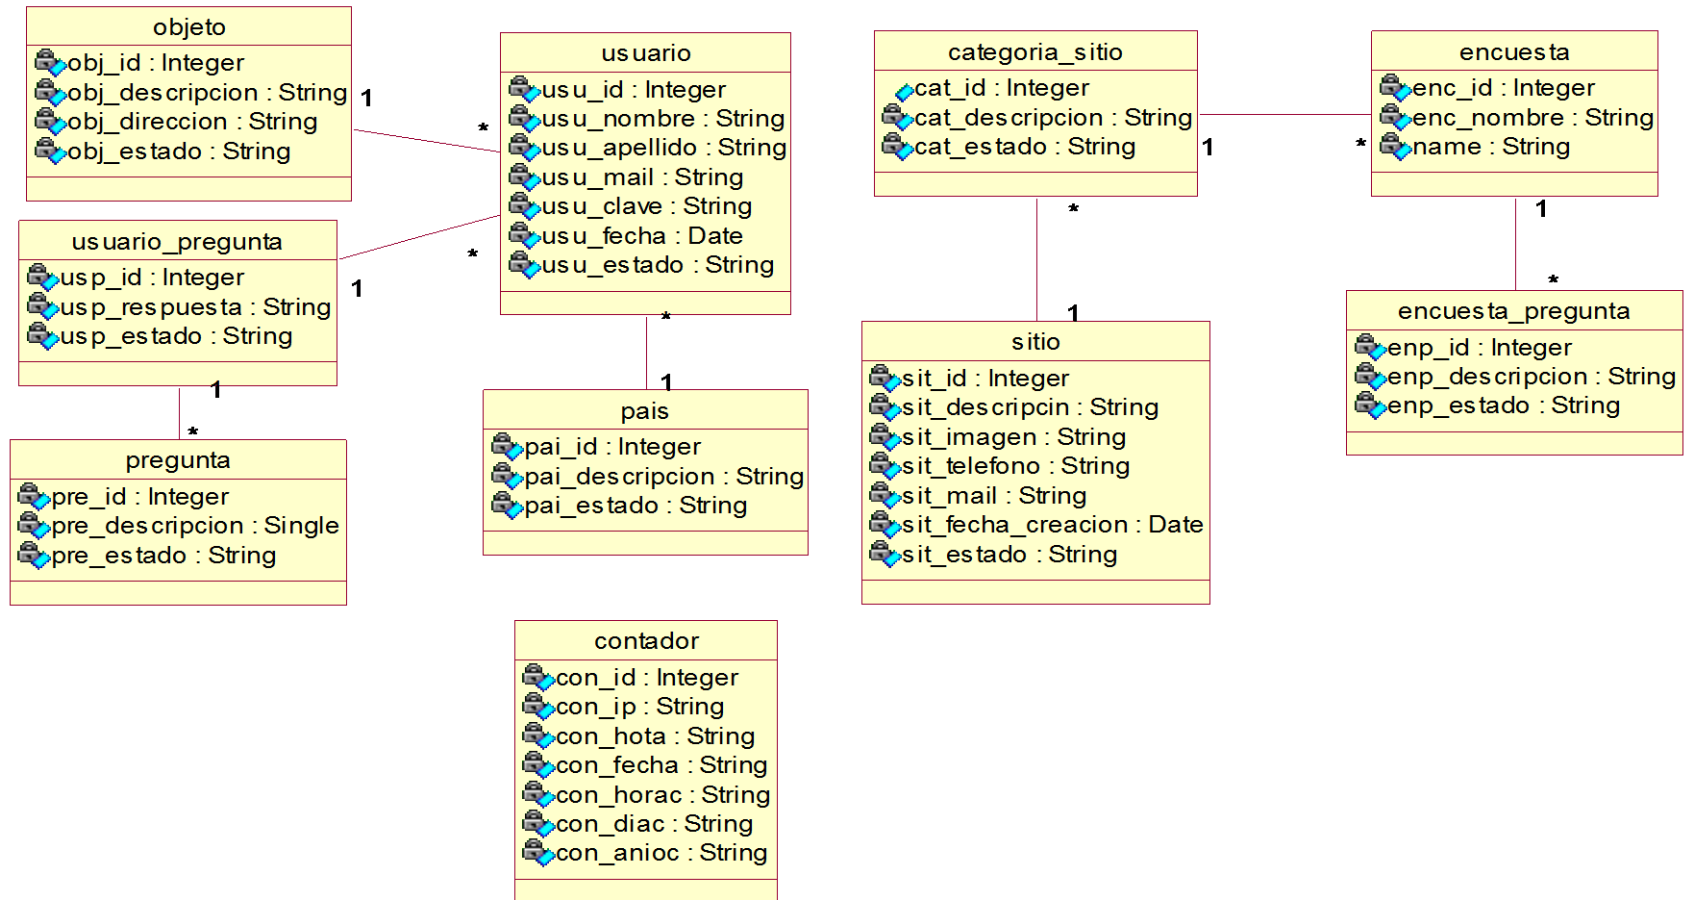 objeto
obj_id : Integer
obj_descripcion : String
obj_direccion : String
obj_estado : String
1
*
usuario
usu_id : Integer
usu_nombre : String
usu_apellido : String
usu_mail : String
usu_clave : String
usu_fecha : Date
usu_estado : String
usuario_pregunta
usp_id : Integer
usp_respuesta : String
usp_estado : String
1
*
1
*
pregunta
pre_id : Integer
pre_descripcion : Single
pre_estado : String
*
1
pais
pai_id : Integer
pai_descripcion : String
pai_estado : String
categoria_sitio
cat_id : Integer
cat_descripcion : String
cat_estado : String
1
*
encuesta
enc_id : Integer
enc_nombre : String
name : String
*
1
sitio
sit_id : Integer
sit_descripcin : String
sit_imagen : String
sit_telefono : String
sit_mail : String
sit_fecha_creacion : Date
sit_estado : String
1
*
encuesta_pregunta
enp_id : Integer
enp_descripcion : String
enp_estado : String
contador
con_id : Integer
con_ip : String
con_hota : String
con_fecha : String
con_horac : String
con_diac : String
con_anioc : String